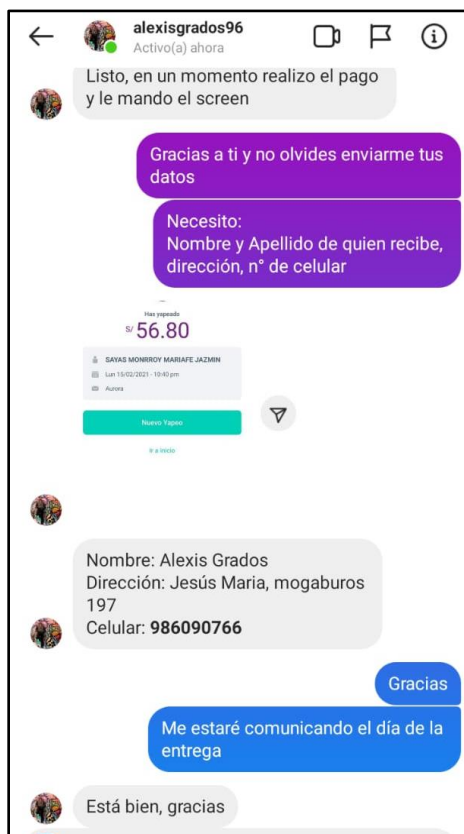 alexisgrados96
Activo(a) ahora
Listo, en un momento realizo el pago
y le mando el screen
Gracias a ti y no olvides enviarme tus
datos
Necesito:
Nombre y Apellido de quien recibe,
dirección, n° de celular
Has yapeado
S/ 56.80
SAYAS MONRROY MARIAFE JAZMIN
Lun 15/02/2021 - 10:40 pm
Aurora
Nuevo Yapeo
Ir a Inicio
Nombre: Alexis Grados
Dirección: Jesús Maria, mogaburos
197
Celular: 986090766
Gracias
Me estaré comunicando el día de la
entrega
Está bien, gracias